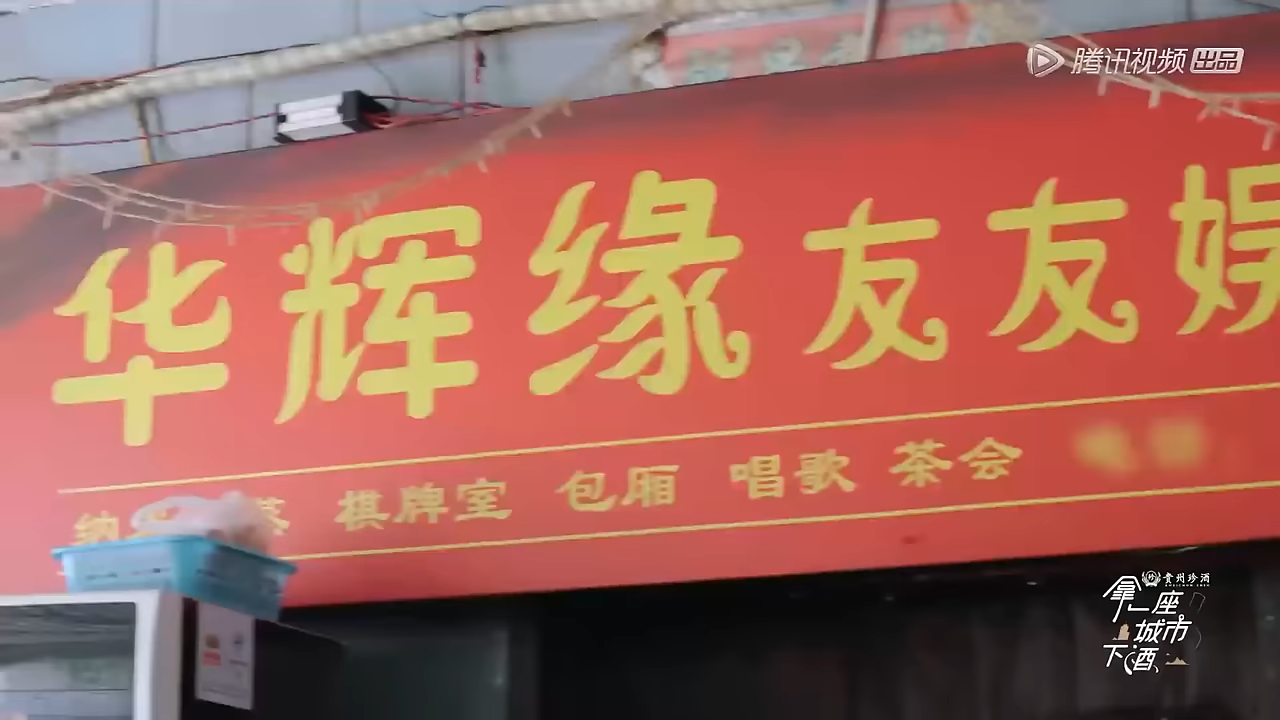 腾讯视频 出品
华辉缘友友娱
棋牌室 包厢 唱歌 茶会
贵州珍酒
拿一座
城市
下酒